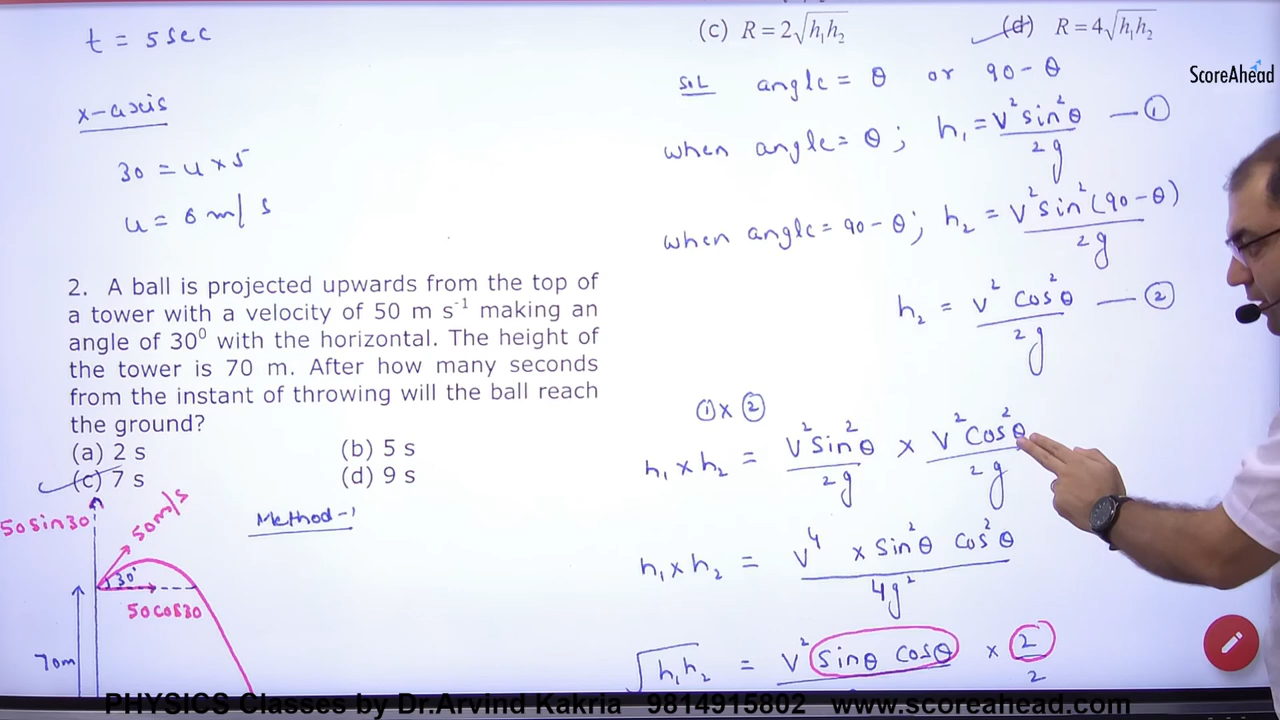 t = 5 sec
x-axis
30 = u × 5
u = 6 m/s
2. A ball is projected upwards from the top of
a tower with a velocity of 50 m s⁻¹ making an
angle of 30⁰ with the horizontal. The height of
the tower is 70 m. After how many seconds
from the instant of throwing will the ball reach
the ground?
(a) 2 s (b) 5 s
(c) 7 s (d) 9 s
50sin30
50m/s
30°
50cos30
70m
Method-1
(c) R = 2√h₁h₂ (d) R = 4√h₁h₂
ScoreAhead
Sol angle = θ or 90 - θ
when angle = θ ; h₁ = v² sin²θ / 2g — ①
when angle = 90 - θ ; h₂ = v² sin²(90 - θ) / 2g
h₂ = v² cos²θ / 2g — ②
① × ②
h₁ × h₂ = v² sin²θ / 2g × v² cos²θ / 2g
h₁ × h₂ = v⁴ × sin²θ cos²θ / 4g²
√h₁h₂ = v² sinθ cosθ × 2 / 2
PHYSICS Classes by Dr.Arvind Kakria 9814915802 www.scoreahead.com